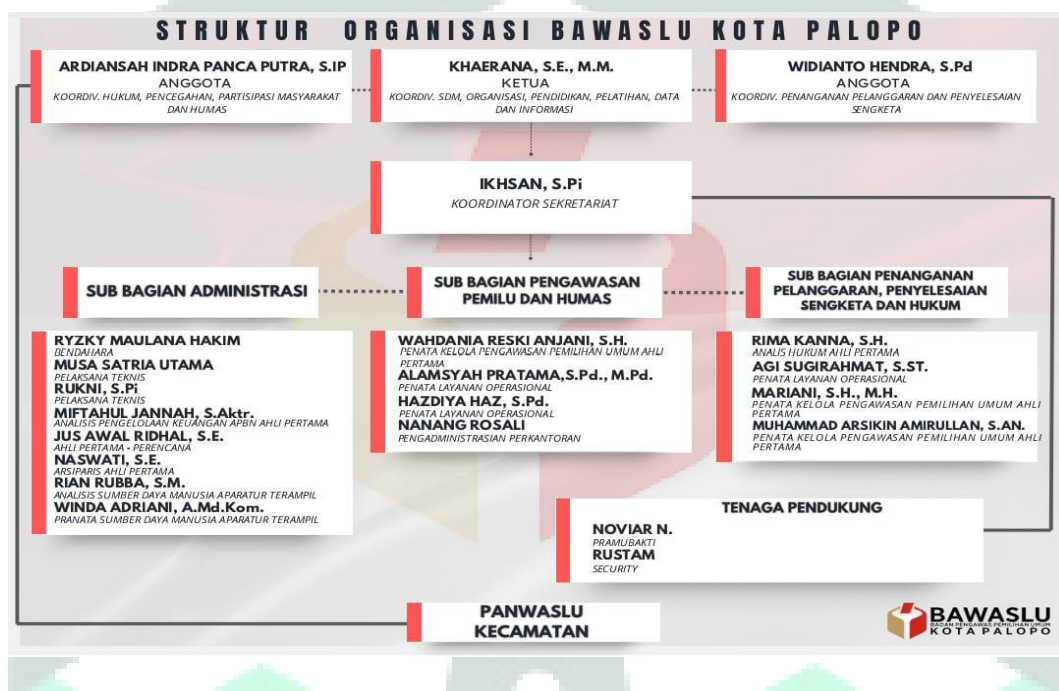 STRUKTUR ORGANISASI BAWASLU KOTA PALOPO
ARDIANSAH INDRA PANCA PUTRA, S.IP
ANGGOTA
KOORDIV. HUKUM, PENCEGAHAN, PARTISIPASI MASYARAKAT
DAN HUMAS
KHAERANA, S.E., M.M.
KETUA
KOORDIV. SDM, ORGANISASI, PENDIDIKAN, PELATIHAN, DATA
DAN INFORMASI
WIDIANTO HENDRA, S.Pd
ANGGOTA
KOORDIV. PENANGANAN PELANGGARAN DAN PENYELESAIAN
SENGKETA
IKHSAN, S.Pi
KOORDINATOR SEKRETARIAT
SUB BAGIAN ADMINISTRASI
SUB BAGIAN PENGAWASAN
PEMILU DAN HUMAS
SUB BAGIAN PENANGANAN
PELANGGARAN, PENYELESAIAN
SENGKETA DAN HUKUM
RYZKY MAULANA HAKIM
BENDAHARA
MUSA SATRIA UTAMA
PELAKSANA TEKNIS
RUKNI, S.Pi
PELAKSANA TEKNIS
MIFTAHUL JANNAH, S.Aktr.
ANALISIS PENGELOLAAN KEUANGAN APBN AHLI PERTAMA
JUS AWAL RIDHAL, S.E.
AHLI PERTAMA - PERENCANA
NASWATI, S.E.
ARSIPARIS AHLI PERTAMA
RIAN RUBBA, S.M.
ANALISIS SUMBER DAYA MANUSIA APARATUR TERAMPIL
WINDA ADRIANI, A.Md.Kom.
PRANATA SUMBER DAYA MANUSIA APARATUR TERAMPIL
WAHDANIA RESKI ANJANI, S.H.
PENATA KELOLA PENGAWASAN PEMILIHAN UMUM AHLI
PERTAMA
ALAMSYAH PRATAMA,S.Pd., M.Pd.
PENATA LAYANAN OPERASIONAL
HAZDIYA HAZ, S.Pd.
PENATA LAYANAN OPERASIONAL
NANANG ROSALI
PENGADMINISTRASIAN PERKANTORAN
RIMA KANNA, S.H.
ANALIS HUKUM AHLI PERTAMA
AGI SUGIRAHMAT, S.ST.
PENATA LAYANAN OPERASIONAL
MARIANI, S.H., M.H.
PENATA KELOLA PENGAWASAN PEMILIHAN UMUM AHLI
PERTAMA
MUHAMMAD ARSIKIN AMIRULLAN, S.AN.
PENATA KELOLA PENGAWASAN PEMILIHAN UMUM AHLI
PERTAMA
TENAGA PENDUKUNG
NOVIAR N.
PRAMUBAKTI
RUSTAM
SECURITY
PANWASLU
KECAMATAN
BAWASLU
BADAN PENGAWAS PEMILIHAN UMUM
KOTA PALOPO